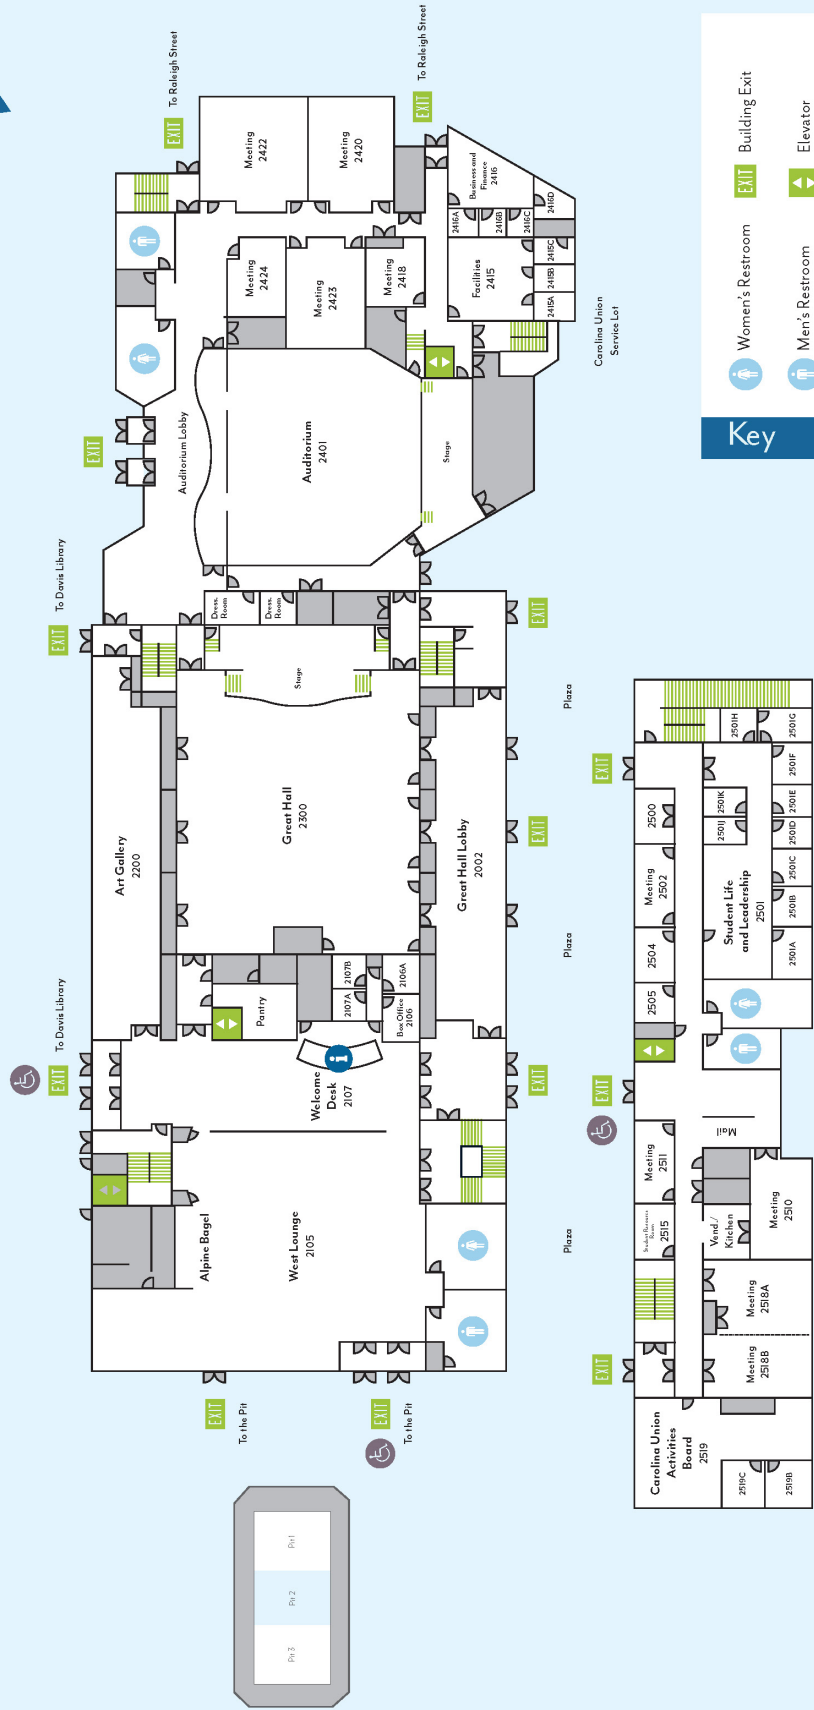 To Raleigh Street
EXIT
To Raleigh Street
EXIT
Meeting
2422
Meeting
2420
Business and
Finance
2416
2416A
2416B
2416C
2416D
Meeting
2424
Meeting
2423
Meeting
2418
Facilities
2415
2415A
2415B
2415C
Carolina Union
Service Lot
EXIT
Auditorium Lobby
Auditorium
2401
Stage
Key
Women's Restroom
Men's Restroom
EXIT
Building Exit
Elevator
To Davis Library
EXIT
Dress.
Room
Dress.
Room
Stage
EXIT
Plaza
Art Gallery
2200
Great Hall
2300
Great Hall Lobby
2002
EXIT
Plaza
To Davis Library
EXIT
Pantry
2107A
2107B
2106A
Box Office
2106
Welcome
Desk
2107
EXIT
Alpine Bagel
West Lounge
2105
Plaza
EXIT
To the Pit
EXIT
To the Pit
Pit 1
Pit 2
Pit 3
EXIT
2500
Meeting
2502
2504
2505
2501H
2501G
2501F
2501E
2501D
2501C
2501B
2501A
2501K
2501J
Student Life
and Leadership
2501
EXIT
Mail
Meeting
2511
Student Resource
Room
2515
Vend./
Kitchen
Meeting
2510
Meeting
2518A
Meeting
2518B
EXIT
Carolina Union
Activities
Board
2519
2519C
2519B